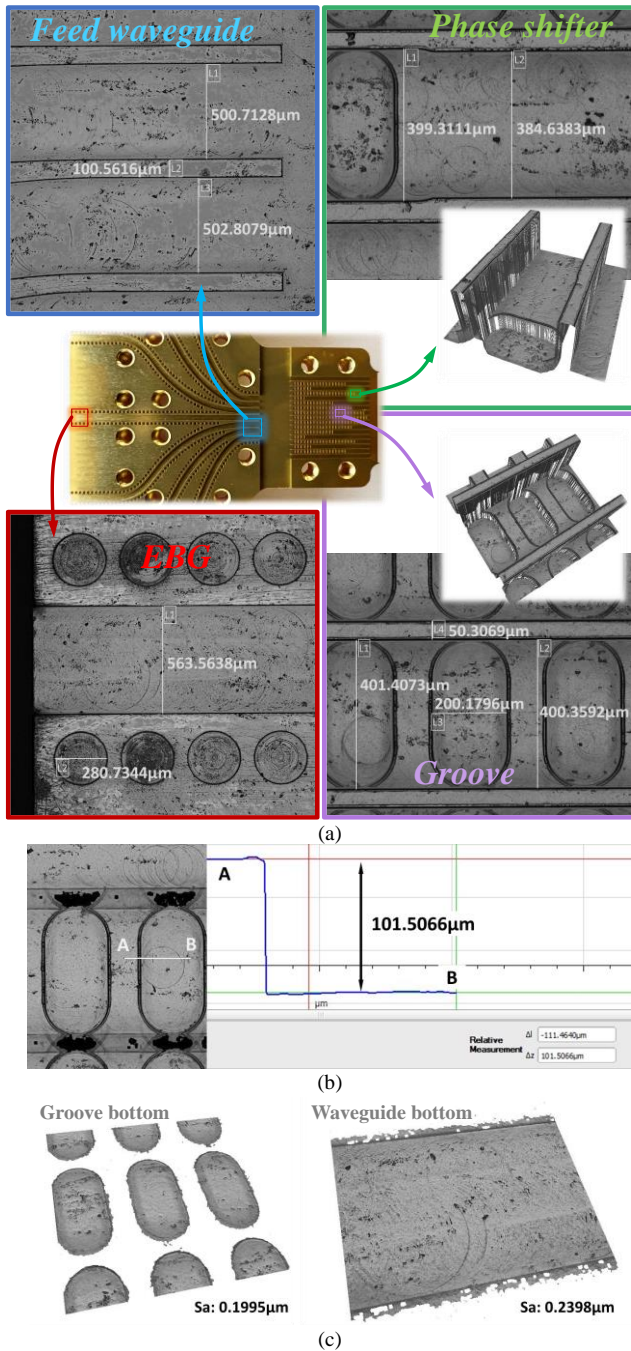 Feed waveguide
L1
500.7128µm
100.5616µm
L2
L3
502.8079µm
Phase shifter
L1
L2
399.3111µm
384.6383µm
EBG
L1
563.5638µm
L2
280.7344µm
L4
50.3069µm
L1
L2
401.4073µm
200.1796µm
400.3592µm
L3
Groove
(a)
A
B
A
101.5066µm
B
µm
Relative
Measurement
Δl
-111.4640µm
Δz
101.5066µm
(b)
Groove bottom
Waveguide bottom
Sa: 0.1995µm
Sa: 0.2398µm
(c)